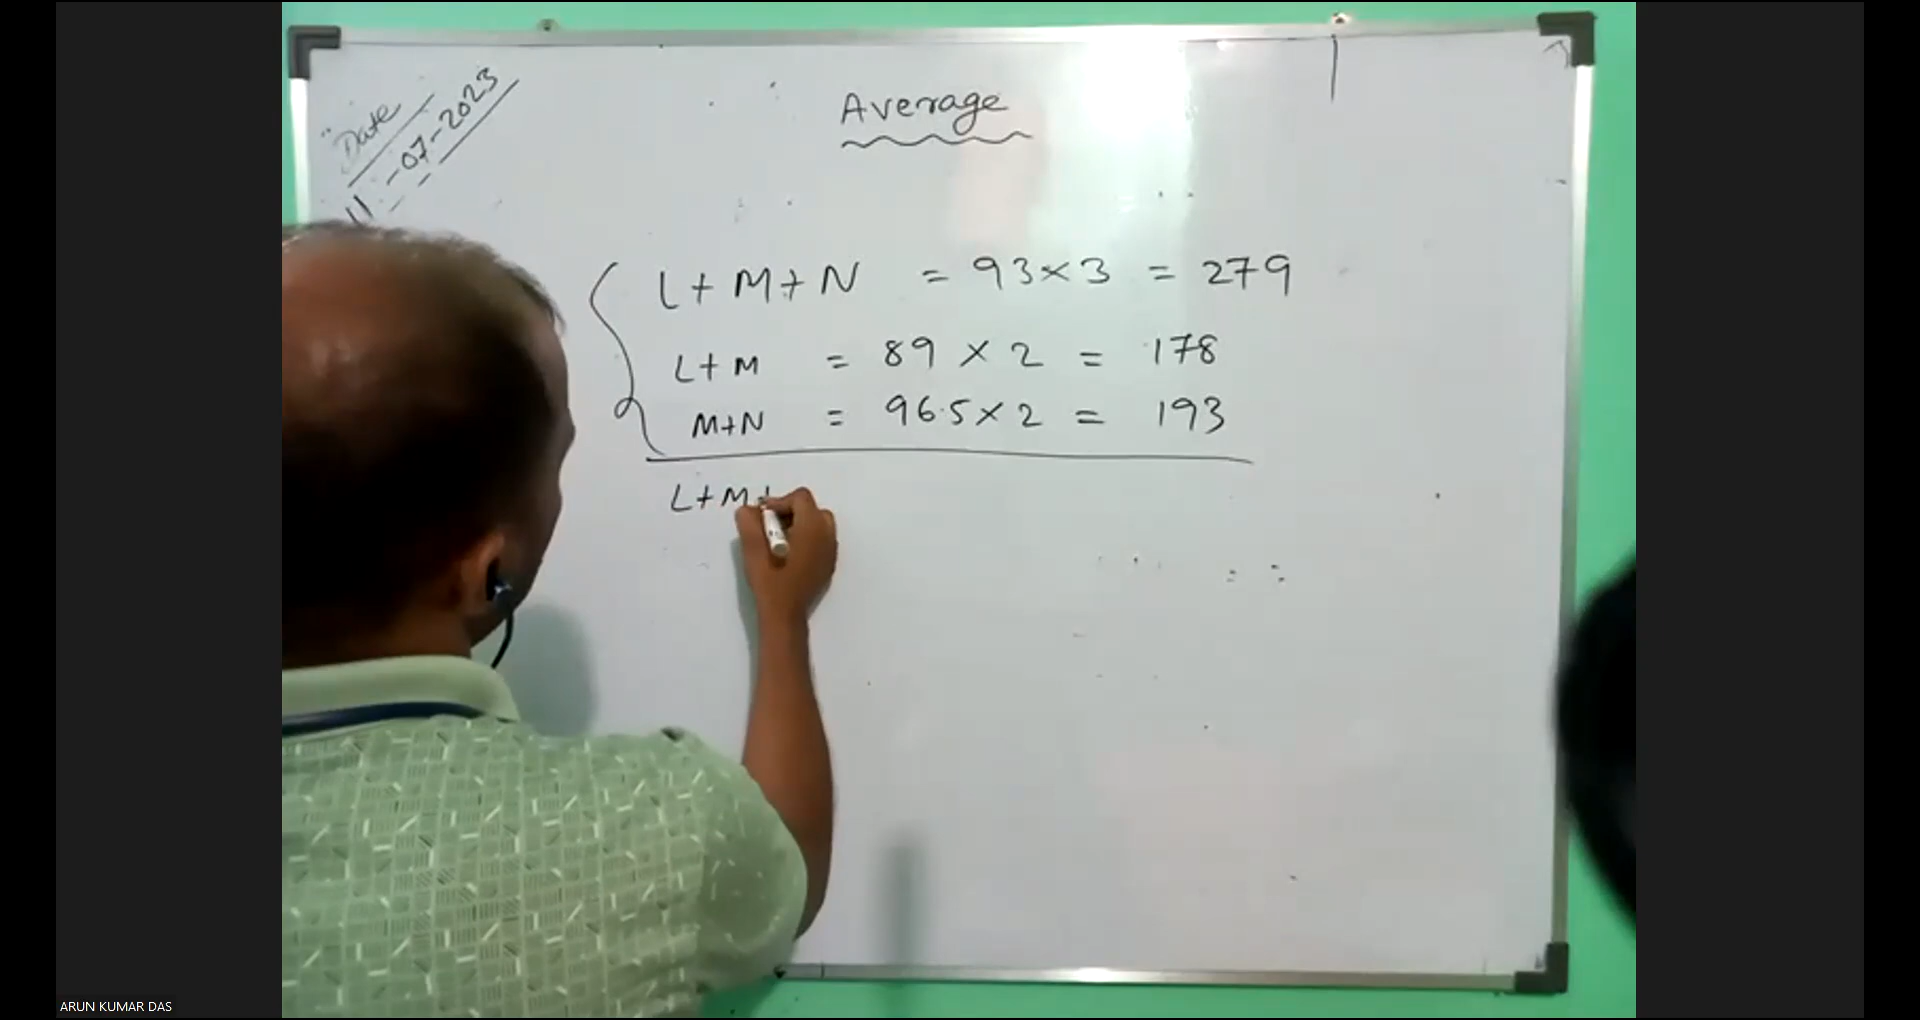 Date
11-07-2023
Average
L + M + N = 93 × 3 = 279
L + M = 89 × 2 = 178
M + N = 96.5 × 2 = 193
L + M +
ARUN KUMAR DAS